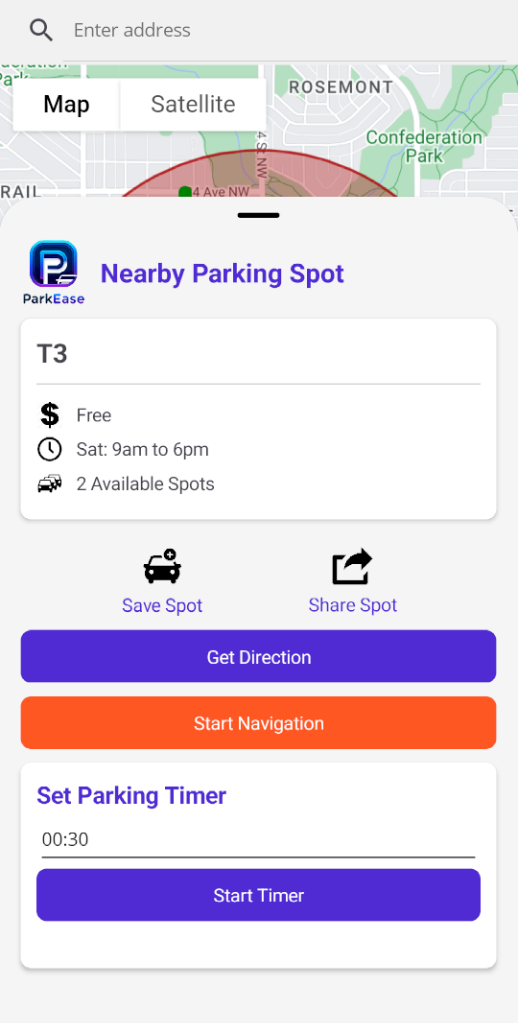 Enter address
Confederation
Park
Map
Satellite
ROSEMONT
Confederation
Park
4 St NW
4 Ave NW
Nearby Parking Spot
ParkEase
T3
Free
Sat: 9am to 6pm
2 Available Spots
Save Spot
Share Spot
Get Direction
Start Navigation
Set Parking Timer
00:30
Start Timer